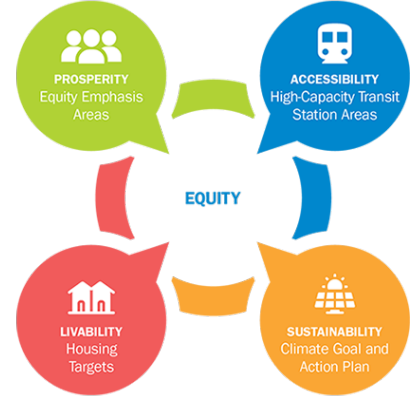 PROSPERITY
Equity Emphasis
Areas
ACCESSIBILITY
High-Capacity Transit
Station Areas
EQUITY
LIVABILITY
Housing
Targets
SUSTAINABILITY
Climate Goal and
Action Plan